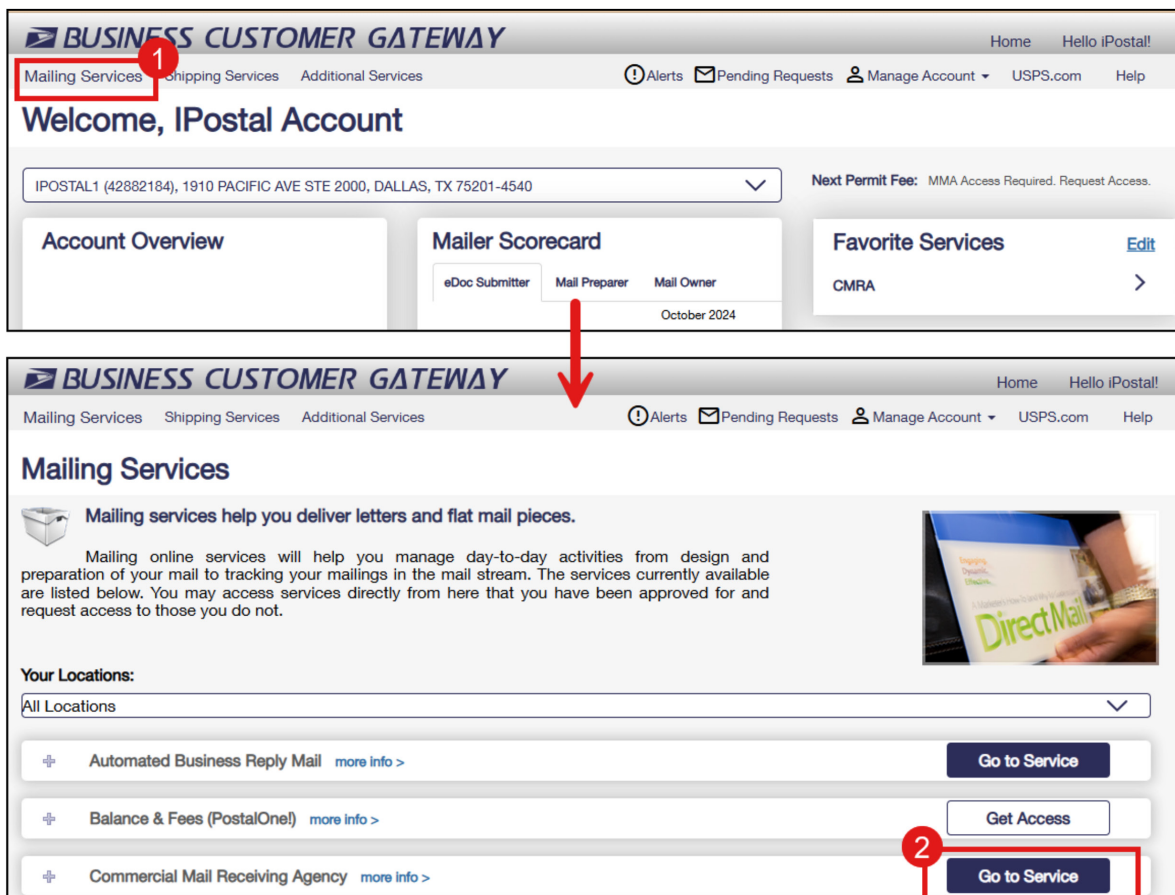 BUSINESS CUSTOMER GATEWAY
Home Hello iPostal!
1
Mailing Services Shipping Services Additional Services Alerts Pending Requests Manage Account USPS.com Help
Welcome, IPostal Account
IPOSTAL1 (42882184), 1910 PACIFIC AVE STE 2000, DALLAS, TX 75201-4540
Next Permit Fee: MMA Access Required. Request Access.
Account Overview
Mailer Scorecard
eDoc Submitter Mail Preparer Mail Owner
October 2024
Favorite Services Edit
CMRA
BUSINESS CUSTOMER GATEWAY
Home Hello iPostal!
Mailing Services Shipping Services Additional Services Alerts Pending Requests Manage Account USPS.com Help
Mailing Services
Mailing services help you deliver letters and flat mail pieces.
Mailing online services will help you manage day-to-day activities from design and
preparation of your mail to tracking your mailings in the mail stream. The services currently available
are listed below. You may access services directly from here that you have been approved for and
request access to those you do not.
Engaging
Dynamic
Effective
Direct Mail
Your Locations:
All Locations
Automated Business Reply Mail more info > Go to Service
Balance & Fees (PostalOne!) more info > Get Access
2
Commercial Mail Receiving Agency more info > Go to Service